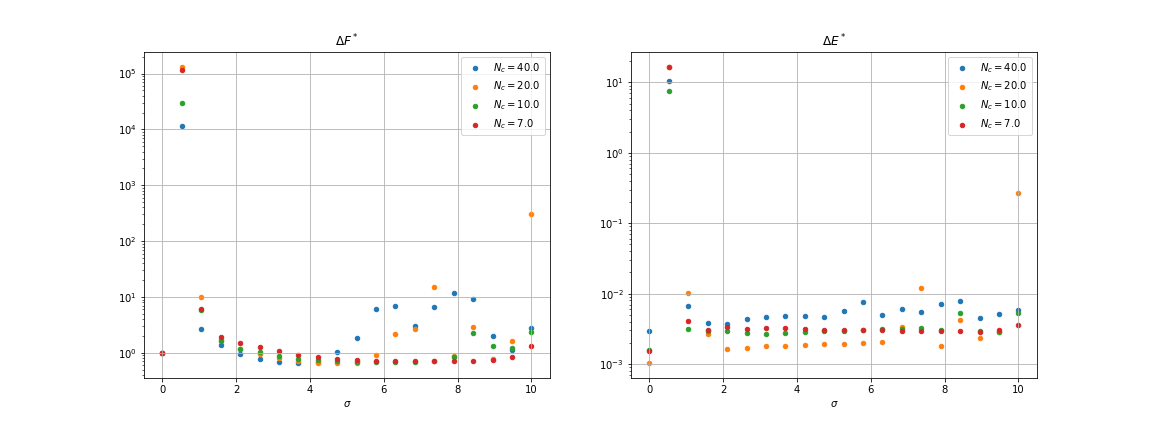 ΔF*
10⁵
10⁴
10³
10²
10¹
10⁰
0 2 4 6 8 10
σ
N_c = 40.0
N_c = 20.0
N_c = 10.0
N_c = 7.0
ΔE*
10¹
10⁰
10⁻¹
10⁻²
10⁻³
0 2 4 6 8 10
σ
N_c = 40.0
N_c = 20.0
N_c = 10.0
N_c = 7.0